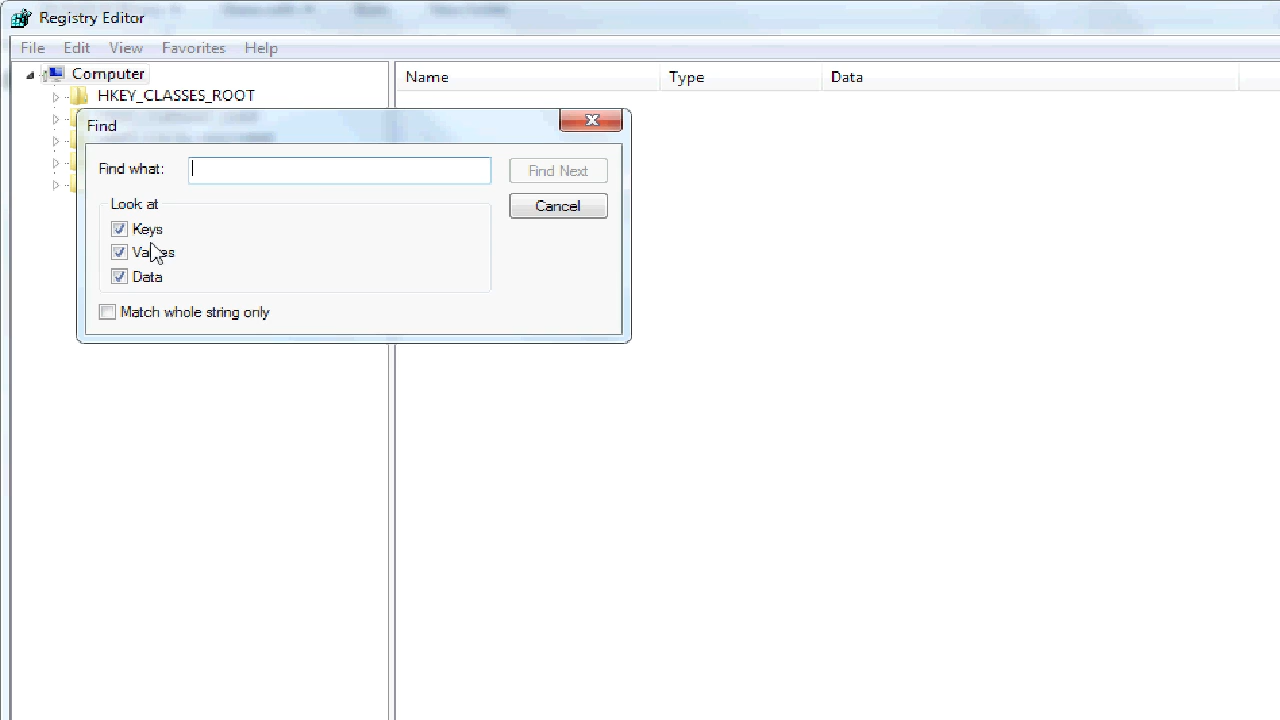 Registry Editor
File Edit View Favorites Help
Computer
Name Type Data
HKEY_CLASSES_ROOT
Find
Find what:
Find Next
Look at
Cancel
Keys
Values
Data
Match whole string only